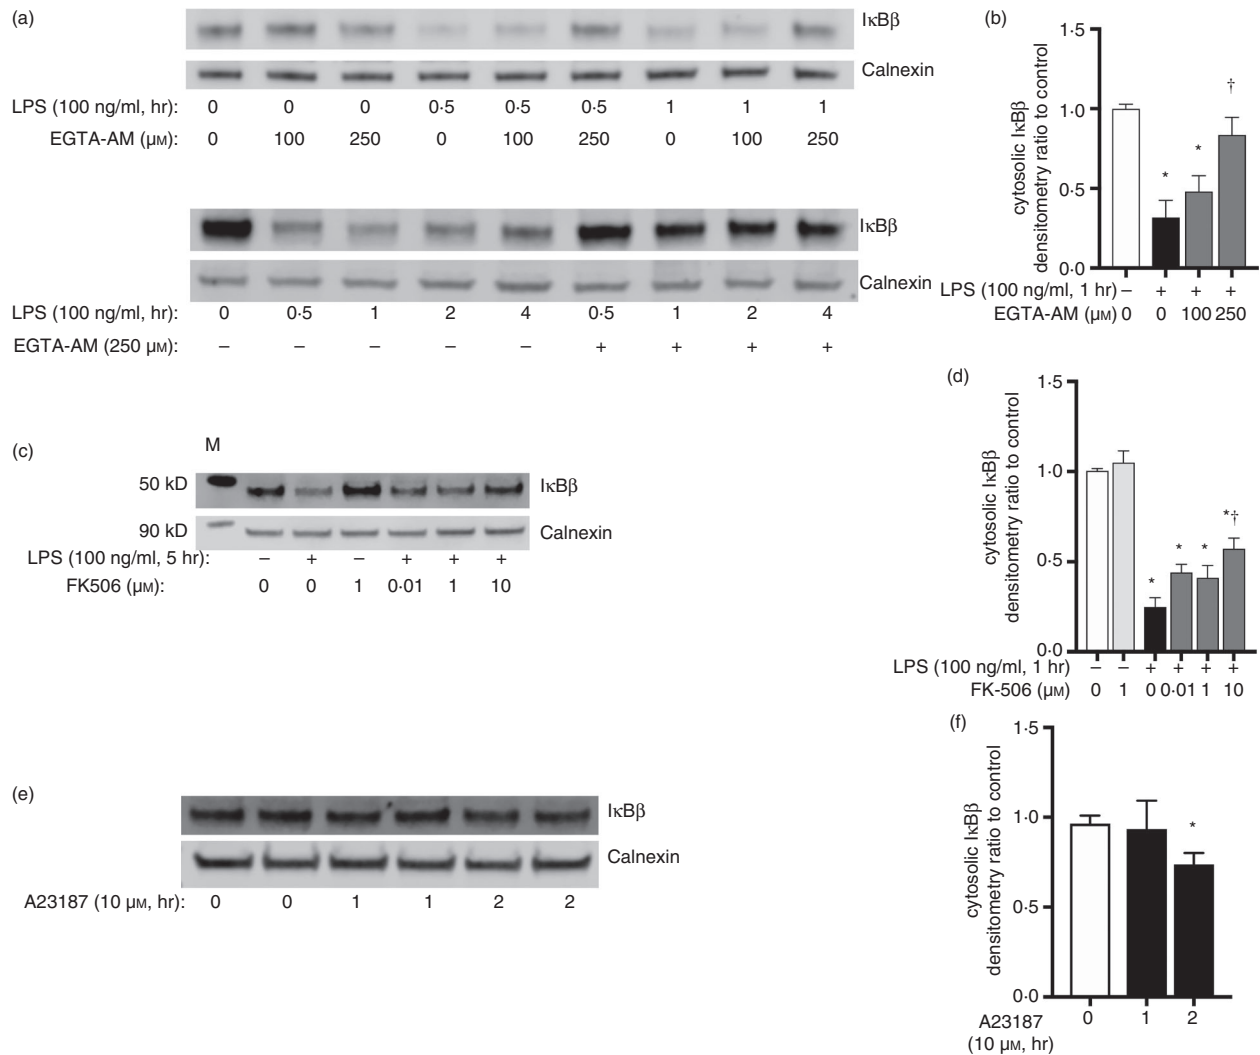 (a)
IκBβ
Calnexin
LPS (100 ng/ml, hr): 0 0 0 0·5 0·5 0·5 1 1 1
EGTA-AM (μM): 0 100 250 0 100 250 0 100 250
IκBβ
Calnexin
LPS (100 ng/ml, hr): 0 0·5 1 2 4 0·5 1 2 4
EGTA-AM (250 μM): – – – – – + + + +
(b)
cytosolic IκBβ
densitometry ratio to control
1·5
1·0
0·5
0·0
* * †
LPS (100 ng/ml, 1 hr) – + + +
EGTA-AM (μM) 0 0 100 250
(c)
M
50 kD
IκBβ
90 kD
Calnexin
LPS (100 ng/ml, 5 hr): – + – + + +
FK506 (μM): 0 0 1 0·01 1 10
(d)
cytosolic IκBβ
densitometry ratio to control
1·5
1·0
0·5
0·0
* * * *†
LPS (100 ng/ml, 1 hr) – – + + + +
FK-506 (μM) 0 1 0 0·01 1 10
(e)
IκBβ
Calnexin
A23187 (10 μM, hr): 0 0 1 1 2 2
(f)
cytosolic IκBβ
densitometry ratio to control
1·5
1·0
0·5
0·0
*
A23187 0 1 2
(10 μM, hr)